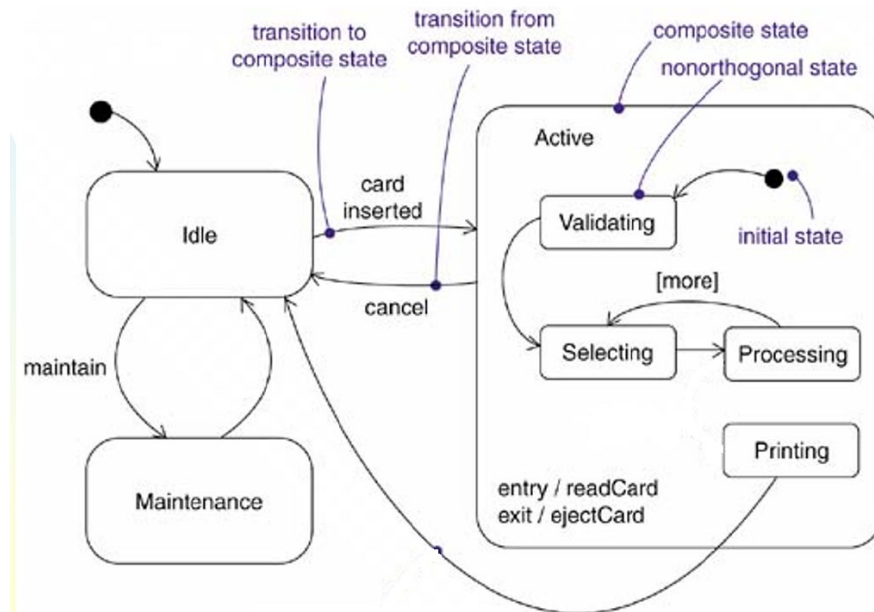 transition to
composite state
transition from
composite state
composite state
nonorthogonal state
Active
card
inserted
Idle
Validating
initial state
[more]
cancel
Selecting
Processing
maintain
Printing
Maintenance
entry / readCard
exit / ejectCard